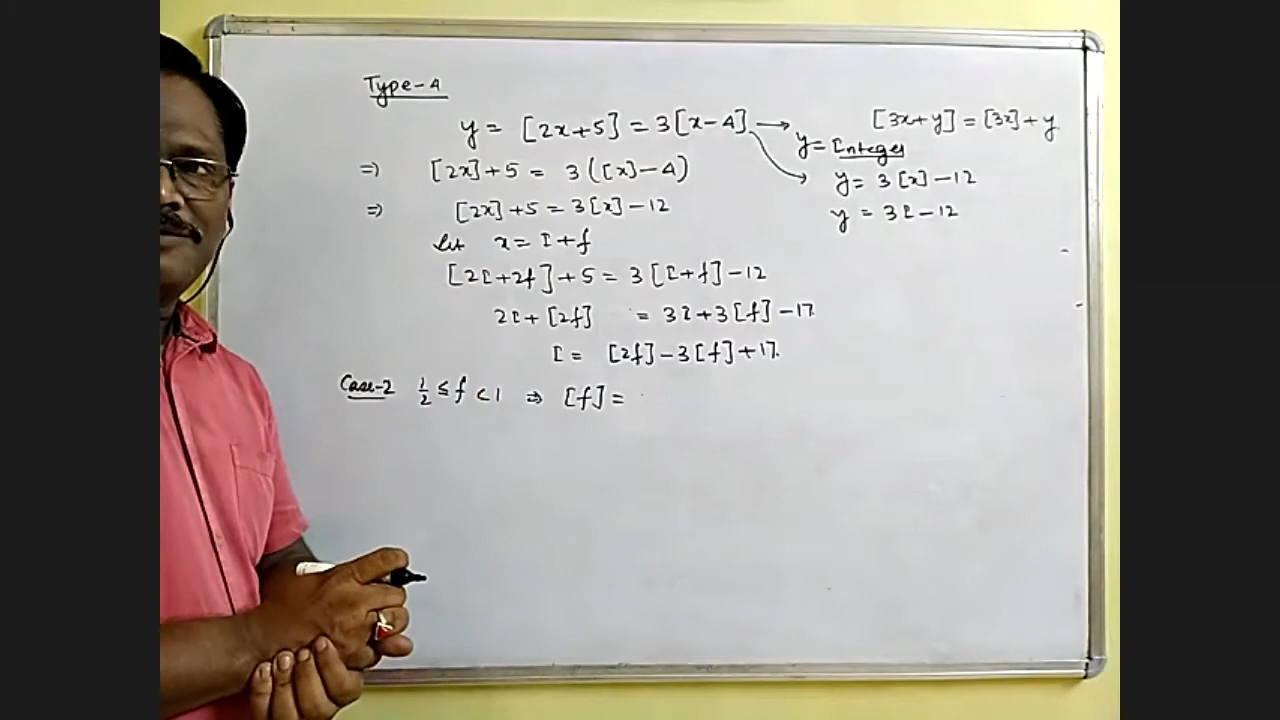 Type-4
y = [2x+5] = 3[x-4] → [3x+y] = [3x]+y
y = Integer
⇒ [2x]+5 = 3([x]-4) y = 3[x]-12
⇒ [2x]+5 = 3[x]-12 y = 3I-12
let x = I+f
[2I+2f]+5 = 3[I+f]-12
2I+[2f] = 3I+3[f]-17
I = [2f]-3[f]+17
Case-2 1/2 ≤ f < 1 ⇒ [f] =